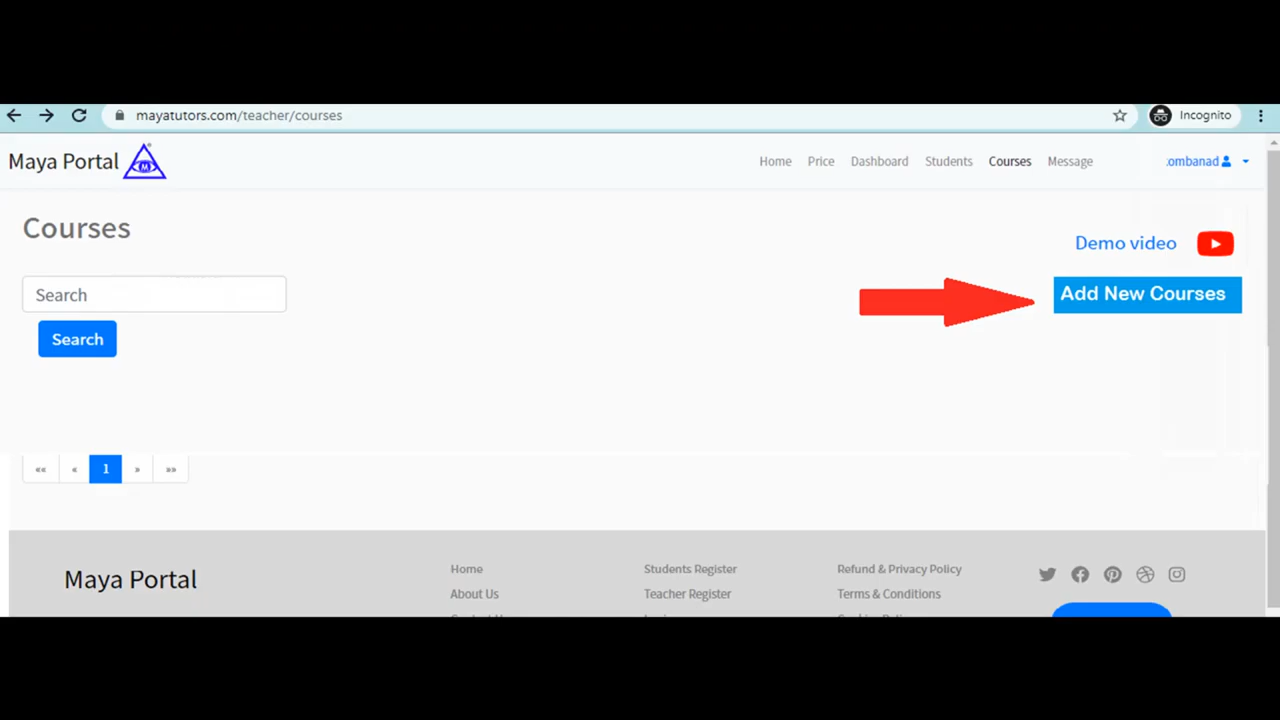 mayatutors.com/teacher/courses
Incognito
Maya Portal
M
Home Price Dashboard Students Courses Message
ombanad
Courses
Demo video
Search
Add New Courses
Search
«« « 1 » »»
Maya Portal
Home
Students Register
Refund & Privacy Policy
About Us
Teacher Register
Terms & Conditions